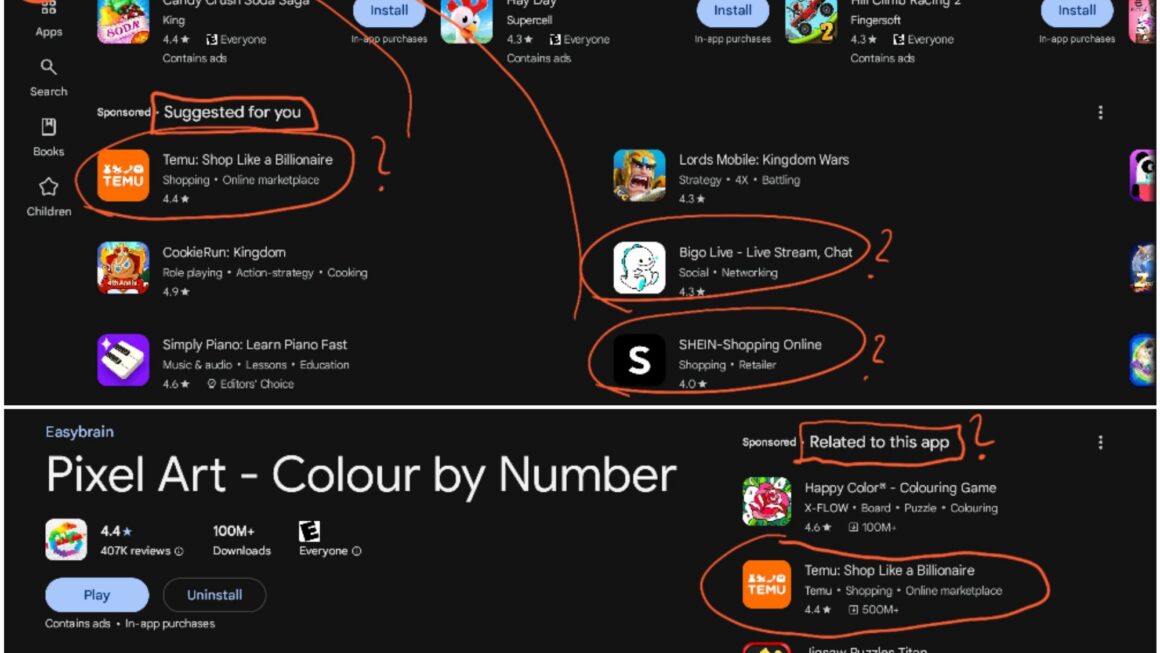 Candy Crush Soda Saga
King
4.4★ E Everyone
Contains ads
Install
In-app purchases
Hay Day
Supercell
4.3★ E Everyone
Contains ads
Install
In-app purchases
Hill Climb Racing 2
Fingersoft
4.3★ E Everyone
Contains ads
Install
In-app purchases
SODA
2
Apps
Search
Books
Children
Sponsored • Suggested for you
TEMU
Temu: Shop Like a Billionaire
Shopping • Online marketplace
4.4★
?
Lords Mobile: Kingdom Wars
Strategy • 4X • Battling
4.3★
CookieRun: Kingdom
Role playing • Action-strategy • Cooking
4.9★
Bigo Live - Live Stream, Chat
Social • Networking
4.3★
?
Simply Piano: Learn Piano Fast
Music & audio • Lessons • Education
4.6★ Editors' Choice
S
SHEIN-Shopping Online
Shopping • Retailer
4.0★
?
Easybrain
Pixel Art - Colour by Number
4.4★
407K reviews
100M+
Downloads
E
Everyone
Play
Uninstall
Contains ads • In-app purchases
Sponsored • Related to this app
?
Happy Color® - Colouring Game
X-FLOW • Board • Puzzle • Colouring
4.6★ 100M+
TEMU
Temu: Shop Like a Billionaire
Temu • Shopping • Online marketplace
4.4★ 500M+
Jigsaw Puzzles Titan